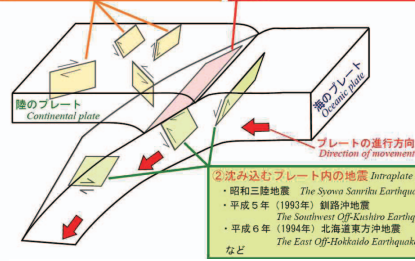 陸のプレート
Continental plate
海のプレート
Oceanic plate
プレートの進行方向
Direction of movement
②沈み込むプレート内の地震 Intraplate
・昭和三陸地震 The Syowa Sanriku Earthqu
・平成5年（1993年）釧路沖地震
The Southwest Off-Kushiro Earthqu
・平成6年（1994年）北海道東方沖地震
The East Off-Hokkaido Earthquak
など